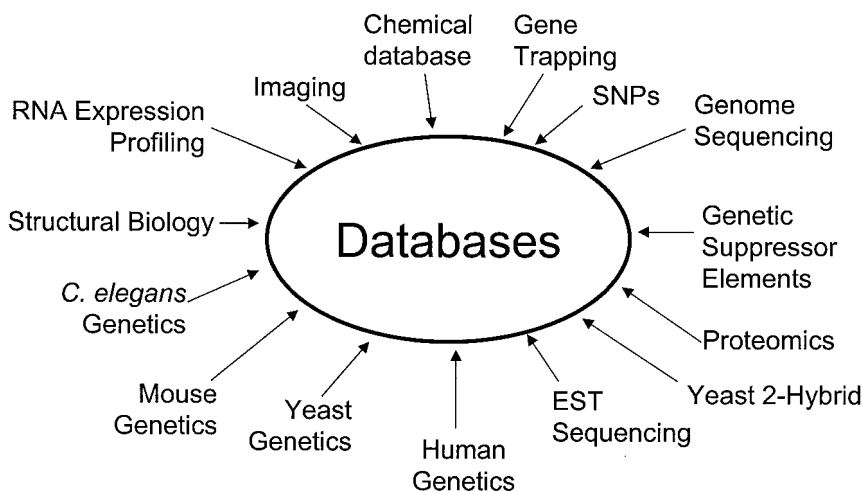 Chemical
database
Gene
Trapping
Imaging
SNPs
RNA Expression
Profiling
Genome
Sequencing
Structural Biology
Databases
Genetic
Suppressor
Elements
C. elegans
Genetics
Proteomics
Mouse
Genetics
Yeast
Genetics
Human
Genetics
EST
Sequencing
Yeast 2-Hybrid